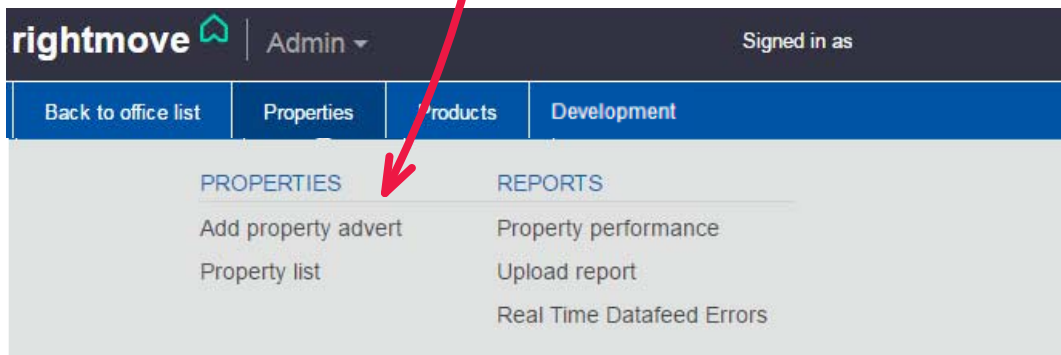 rightmove Admin Signed in as
Back to office list Properties Products Development
PROPERTIES REPORTS
Add property advert Property performance
Property list Upload report
Real Time Datafeed Errors